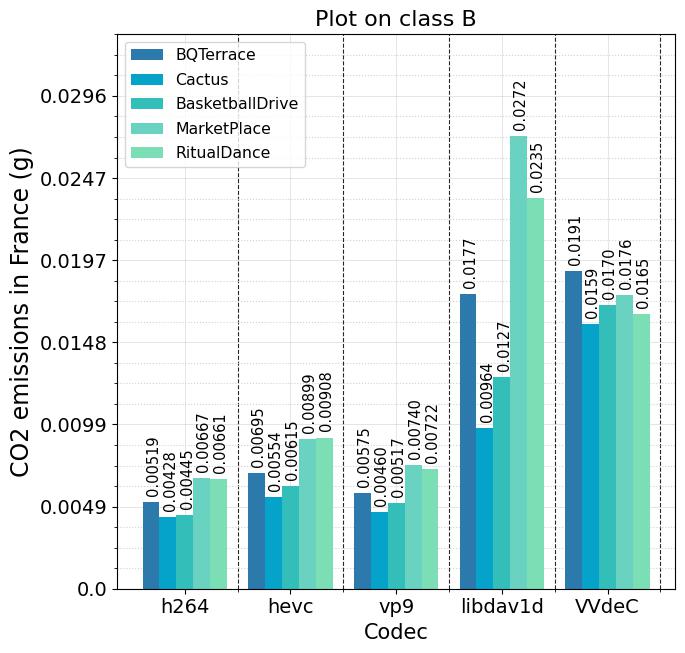 Plot on class B
BQTerrace
Cactus
BasketballDrive
MarketPlace
RitualDance
CO2 emissions in France (g)
0.0296
0.0247
0.0197
0.0148
0.0099
0.0049
0.0
0.00519
0.00428
0.00445
0.00667
0.00661
0.00695
0.00554
0.00615
0.00899
0.00908
0.00575
0.00460
0.00517
0.00740
0.00722
0.0177
0.00964
0.0127
0.0272
0.0235
0.0191
0.0159
0.0170
0.0176
0.0165
h264
hevc
vp9
libdav1d
VVdeC
Codec